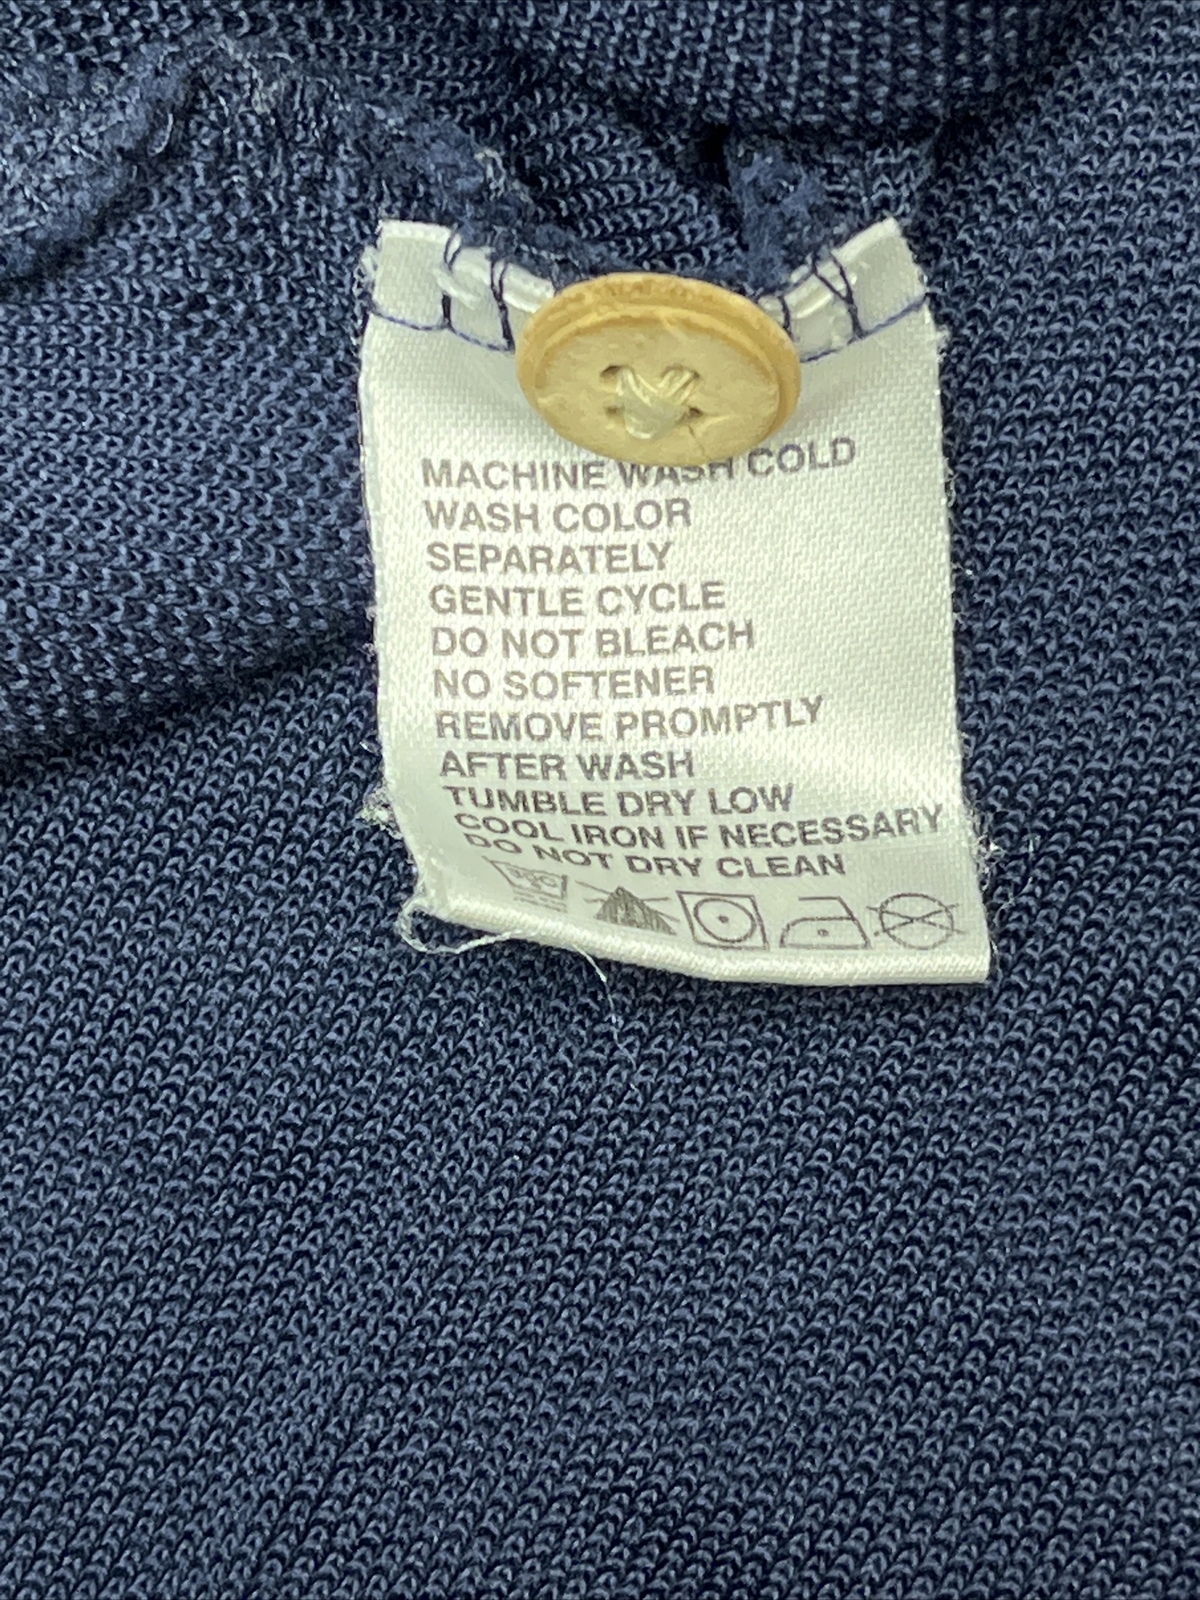 MACHINE WASH COLD
WASH COLOR
SEPARATELY
GENTLE CYCLE
DO NOT BLEACH
NO SOFTENER
REMOVE PROMPTLY
AFTER WASH
TUMBLE DRY LOW
COOL IRON IF NECESSARY
DO NOT DRY CLEAN